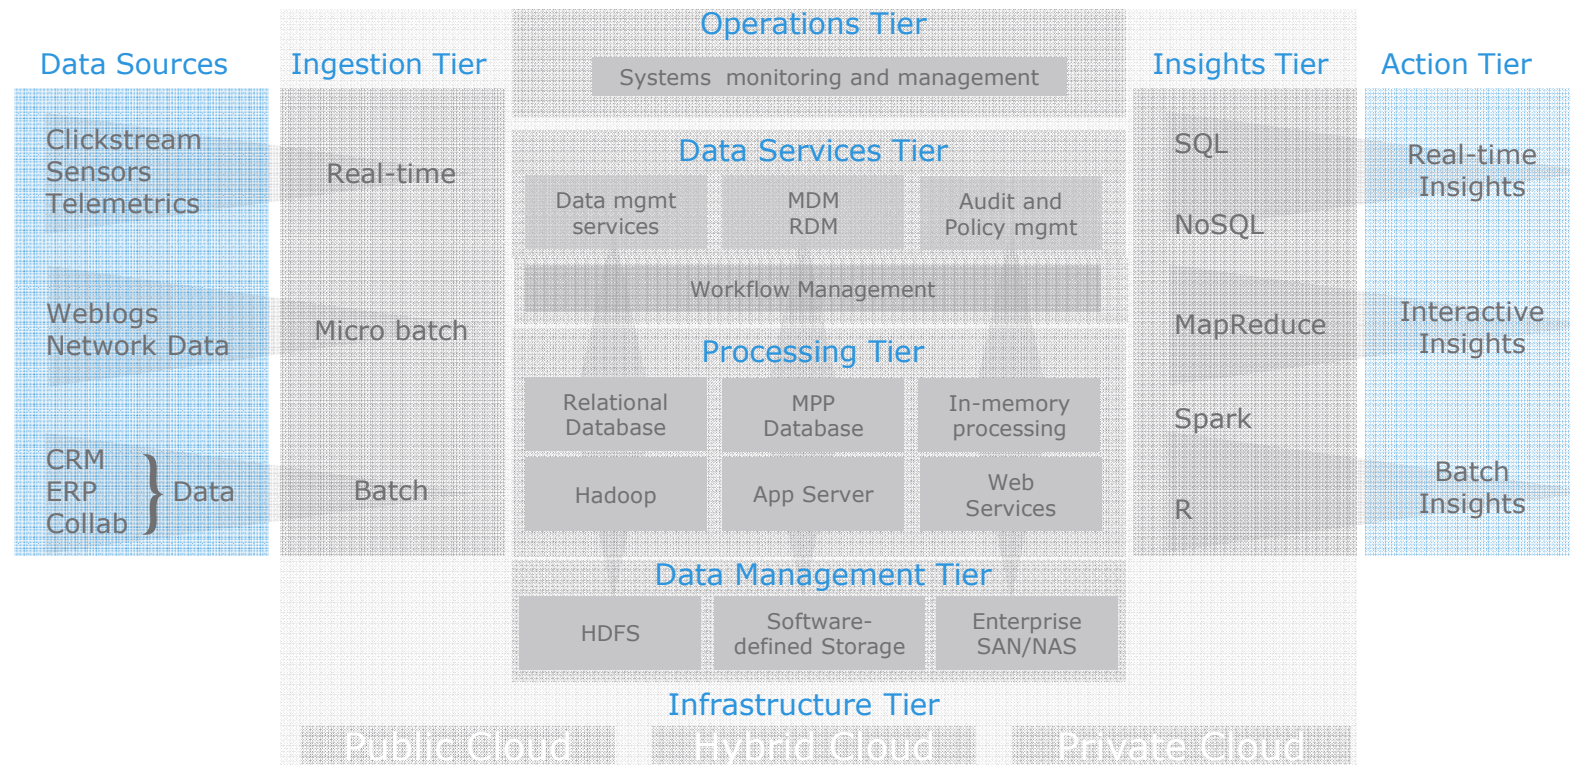 Data Sources
Clickstream
Sensors
Telemetrics
Weblogs
Network Data
CRM
ERP
Collab
} Data
Ingestion Tier
Real-time
Micro batch
Batch
Operations Tier
Systems monitoring and management
Data Services Tier
Data mgmt
services
MDM
RDM
Audit and
Policy mgmt
Workflow Management
Processing Tier
Relational
Database
MPP
Database
In-memory
processing
Hadoop
App Server
Web
Services
Data Management Tier
HDFS
Software-
defined Storage
Enterprise
SAN/NAS
Infrastructure Tier
Public Cloud
Hybrid Cloud
Private Cloud
Insights Tier
SQL
NoSQL
MapReduce
Spark
R
Action Tier
Real-time
Insights
Interactive
Insights
Batch
Insights